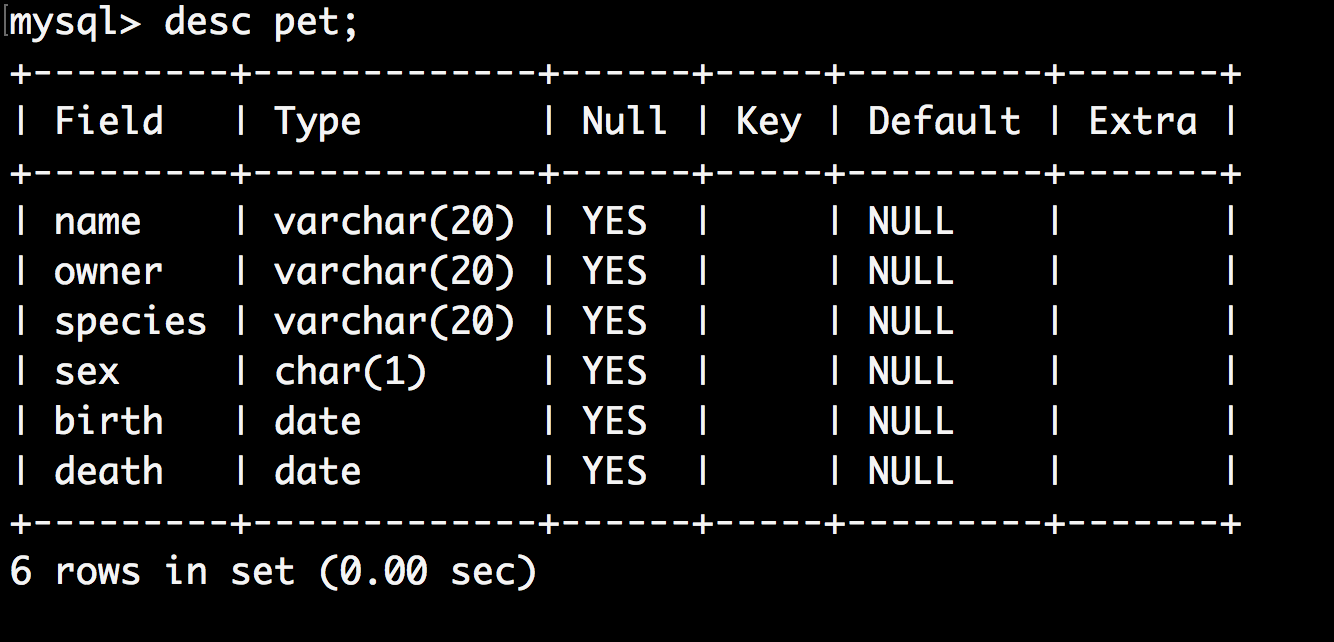 mysql> desc pet;
+---------+-------------+------+-----+---------+-------+
| Field   | Type        | Null | Key | Default | Extra |
+---------+-------------+------+-----+---------+-------+
| name    | varchar(20) | YES  |     | NULL    |       |
| owner   | varchar(20) | YES  |     | NULL    |       |
| species | varchar(20) | YES  |     | NULL    |       |
| sex     | char(1)     | YES  |     | NULL    |       |
| birth   | date        | YES  |     | NULL    |       |
| death   | date        | YES  |     | NULL    |       |
+---------+-------------+------+-----+---------+-------+
6 rows in set (0.00 sec)